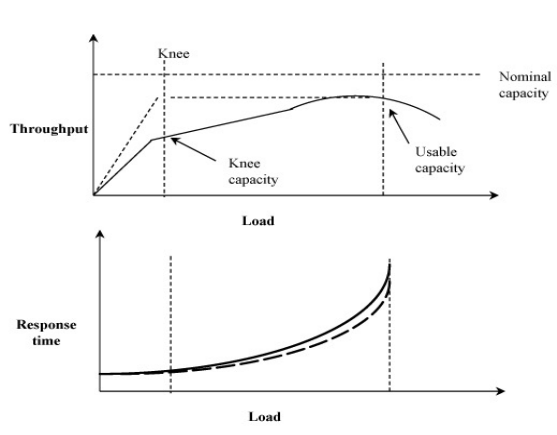 Knee
Nominal
capacity
Throughput
Knee
capacity
Usable
capacity
Load
Response
time
Load